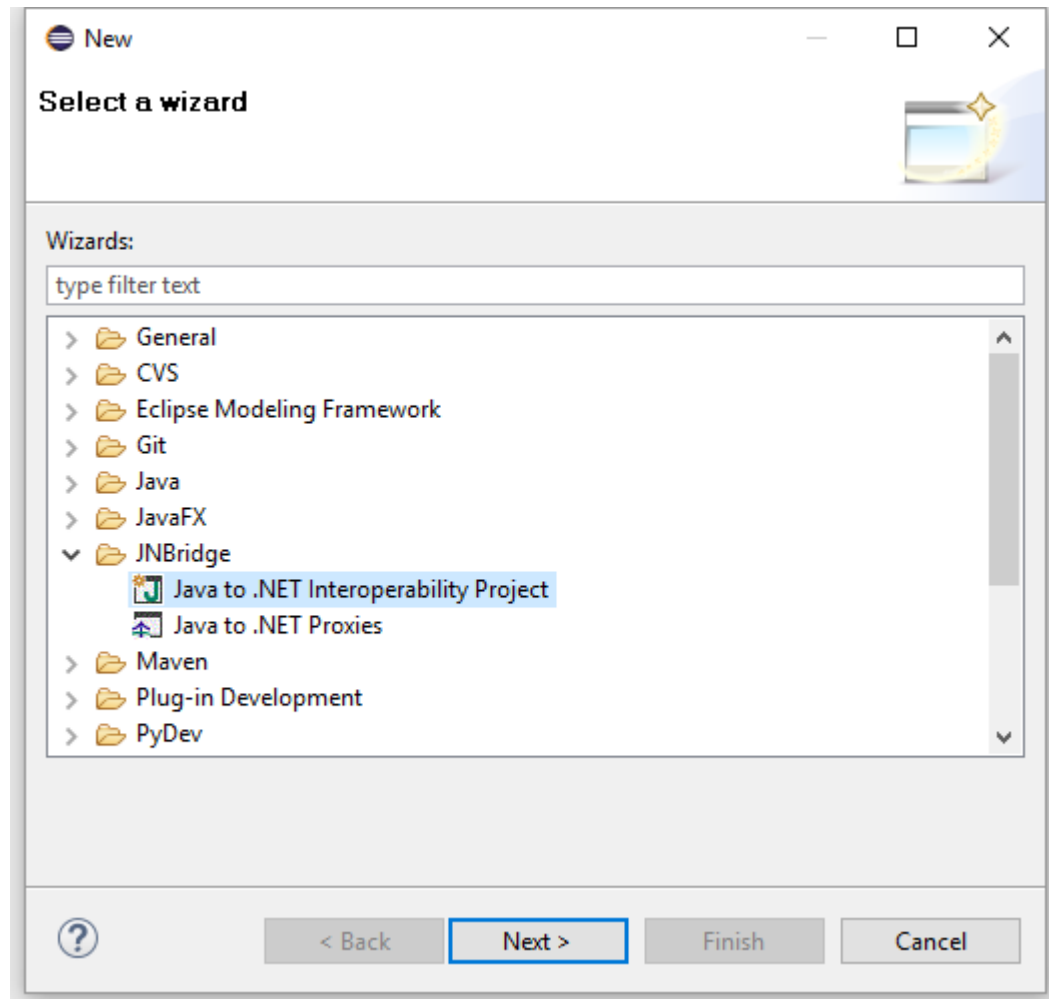 New
Select a wizard
Wizards:
type filter text
General
CVS
Eclipse Modeling Framework
Git
Java
JavaFX
JNBridge
Java to .NET Interoperability Project
Java to .NET Proxies
Maven
Plug-in Development
PyDev
? < Back Next > Finish Cancel